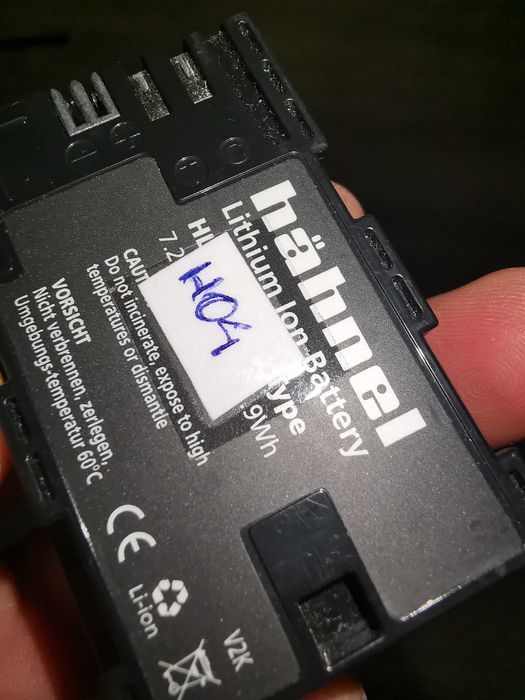 hähnel
Lithium Ion Battery
HL
type
7.2
9Wh
CAUT
Do not incinerate, expose to high
temperatures or dismantle
VORSICHT
Nicht verbrennen, zerlegen,
Umgebungs-temperatur 60°C
CE
Li-ion
V2K